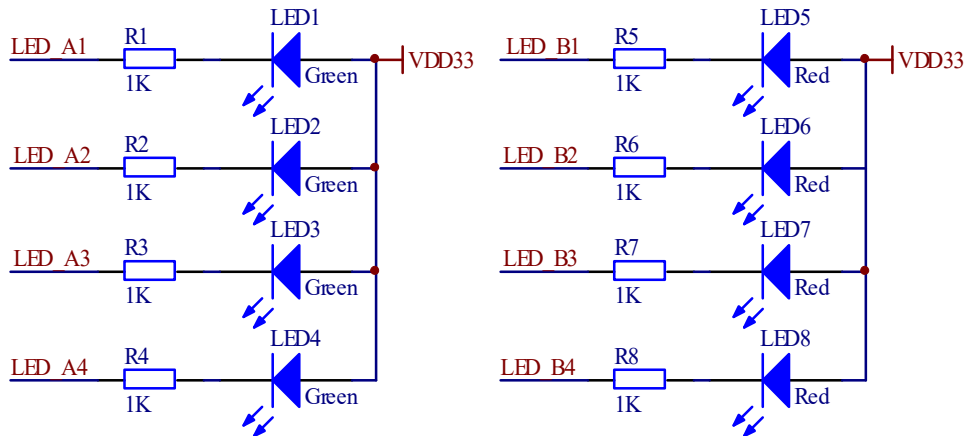 LED1
LED_A1 R1 VDD33
1K Green
LED2
LED_A2 R2
1K Green
LED3
LED_A3 R3
1K Green
LED4
LED_A4 R4
1K Green
LED5
LED_B1 R5 VDD33
1K Red
LED6
LED_B2 R6
1K Red
LED7
LED_B3 R7
1K Red
LED8
LED_B4 R8
1K Red